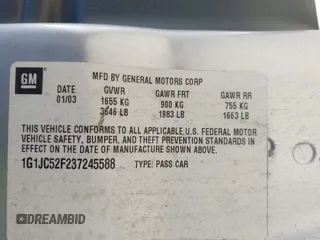 GM
MFD BY GENERAL MOTORS CORP
DATE GVWR GAWR FRT GAWR RR
01/03 1655 KG 900 KG 755 KG
3646 LB 1983 LB 1663 LB
THIS VEHICLE CONFORMS TO ALL APPLICABLE U.S. FEDERAL MOTOR
VEHICLE SAFETY, BUMPER, AND THEFT PREVENTION STANDARDS IN
EFFECT ON THE DATE OF MANUFACTURE SHOWN ABOVE.
1G1JC52F237245588 TYPE: PASS CAR
DREAMBID